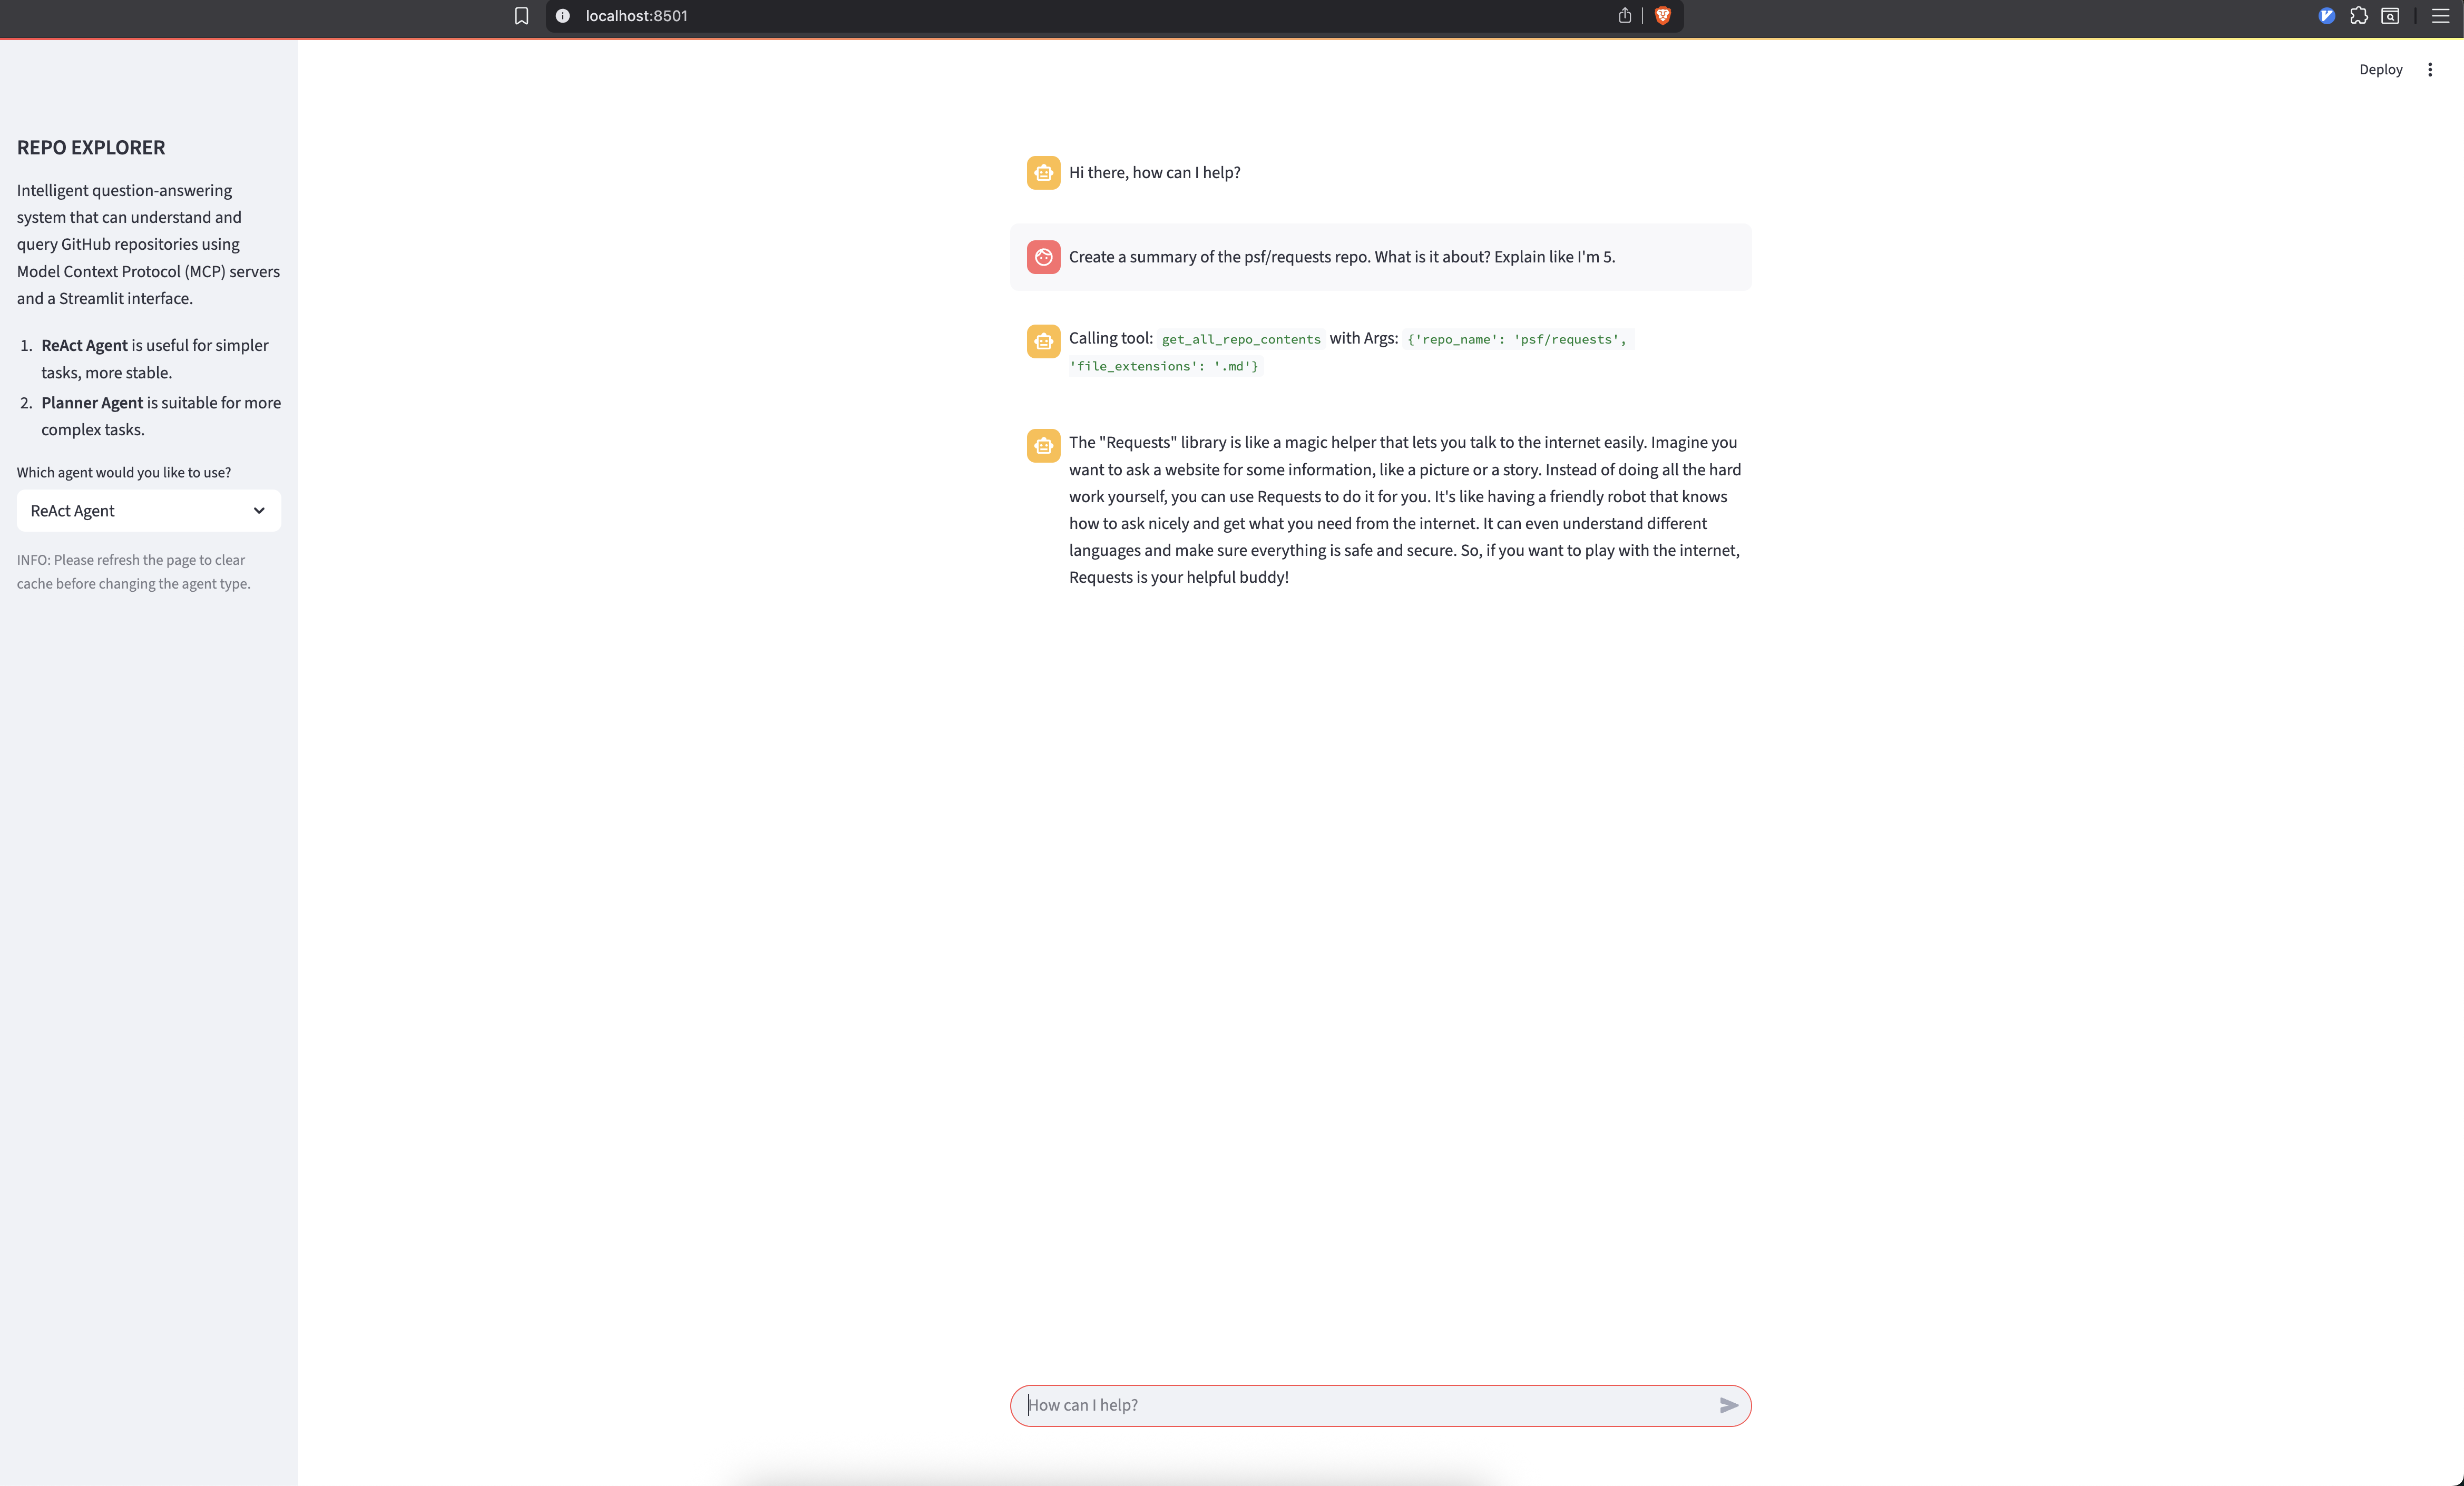 localhost:8501
Deploy
REPO EXPLORER
Intelligent question-answering
system that can understand and
query GitHub repositories using
Model Context Protocol (MCP) servers
and a Streamlit interface.
1. ReAct Agent is useful for simpler
tasks, more stable.
2. Planner Agent is suitable for more
complex tasks.
Which agent would you like to use?
ReAct Agent
INFO: Please refresh the page to clear
cache before changing the agent type.
Hi there, how can I help?
Create a summary of the psf/requests repo. What is it about? Explain like I'm 5.
Calling tool: get_all_repo_contents with Args: {'repo_name': 'psf/requests',
'file_extensions': '.md'}
The "Requests" library is like a magic helper that lets you talk to the internet easily. Imagine you
want to ask a website for some information, like a picture or a story. Instead of doing all the hard
work yourself, you can use Requests to do it for you. It's like having a friendly robot that knows
how to ask nicely and get what you need from the internet. It can even understand different
languages and make sure everything is safe and secure. So, if you want to play with the internet,
Requests is your helpful buddy!
How can I help?